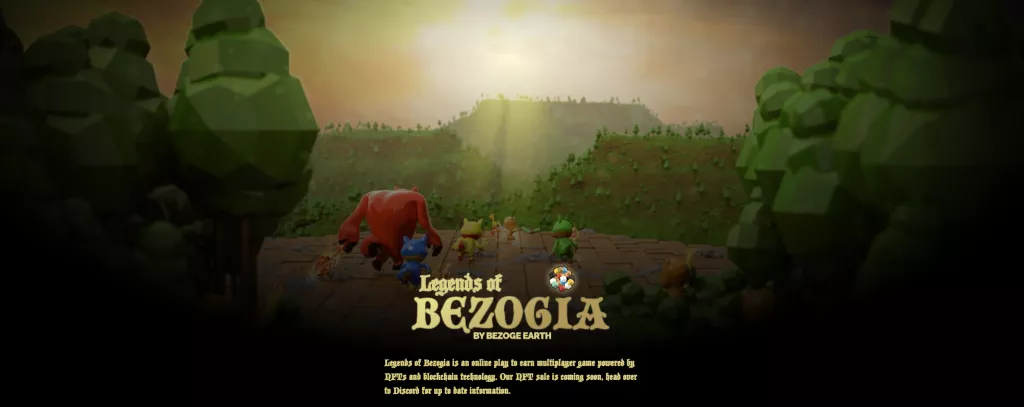 Legends of
BEZOGIA
BY BEZOGE EARTH
Legends of Bezogia is an online play to earn multiplayer game powered by
NFTs and blockchain technology. Our NFT sale is coming soon, head over
to Discord for up to date information.